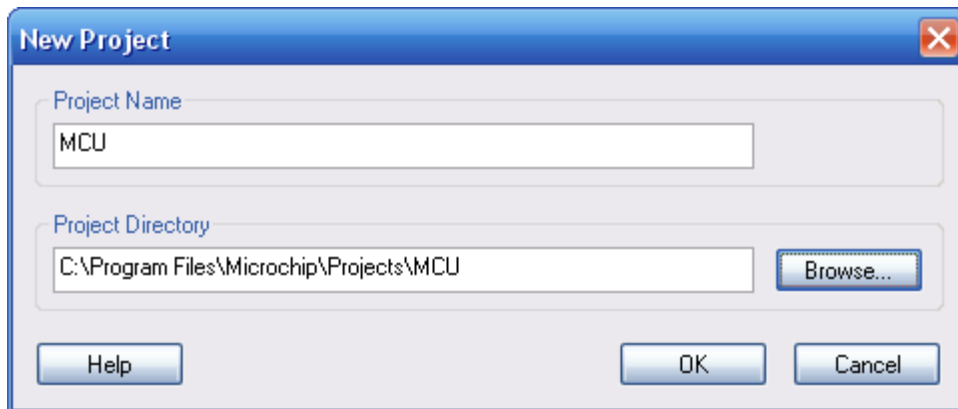 New Project
Project Name
MCU
Project Directory
C:\Program Files\Microchip\Projects\MCU
Browse...
Help
OK
Cancel